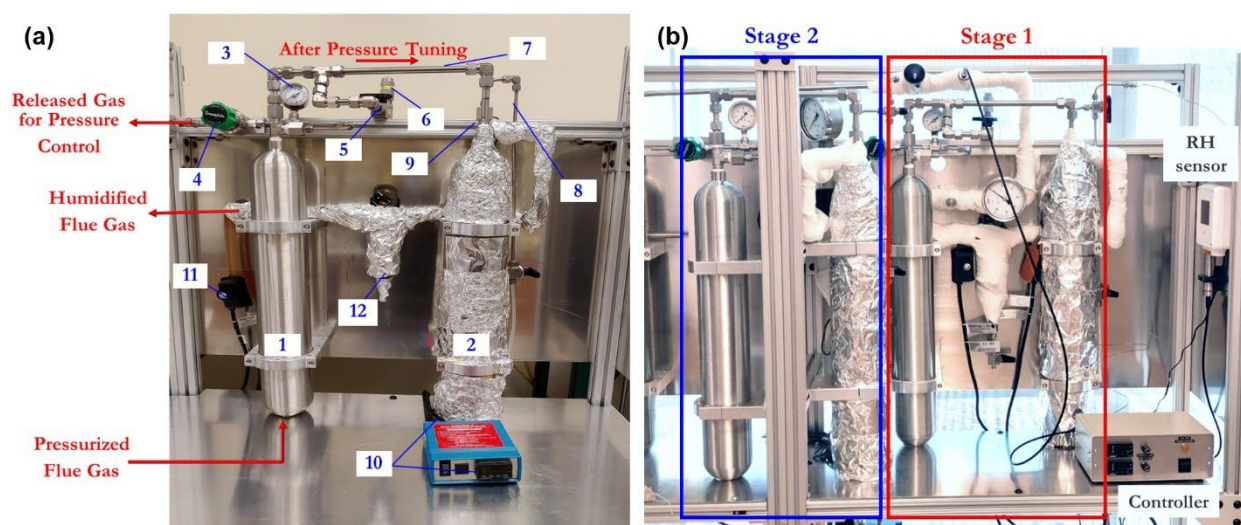 (a)
After Pressure Tuning
7
3
Released Gas
for Pressure
Control
4
6
5
9
8
Humidified
Flue Gas
11
12
1
2
Pressurized
Flue Gas
10
(b)
Stage 2
Stage 1
RH
sensor
Controller